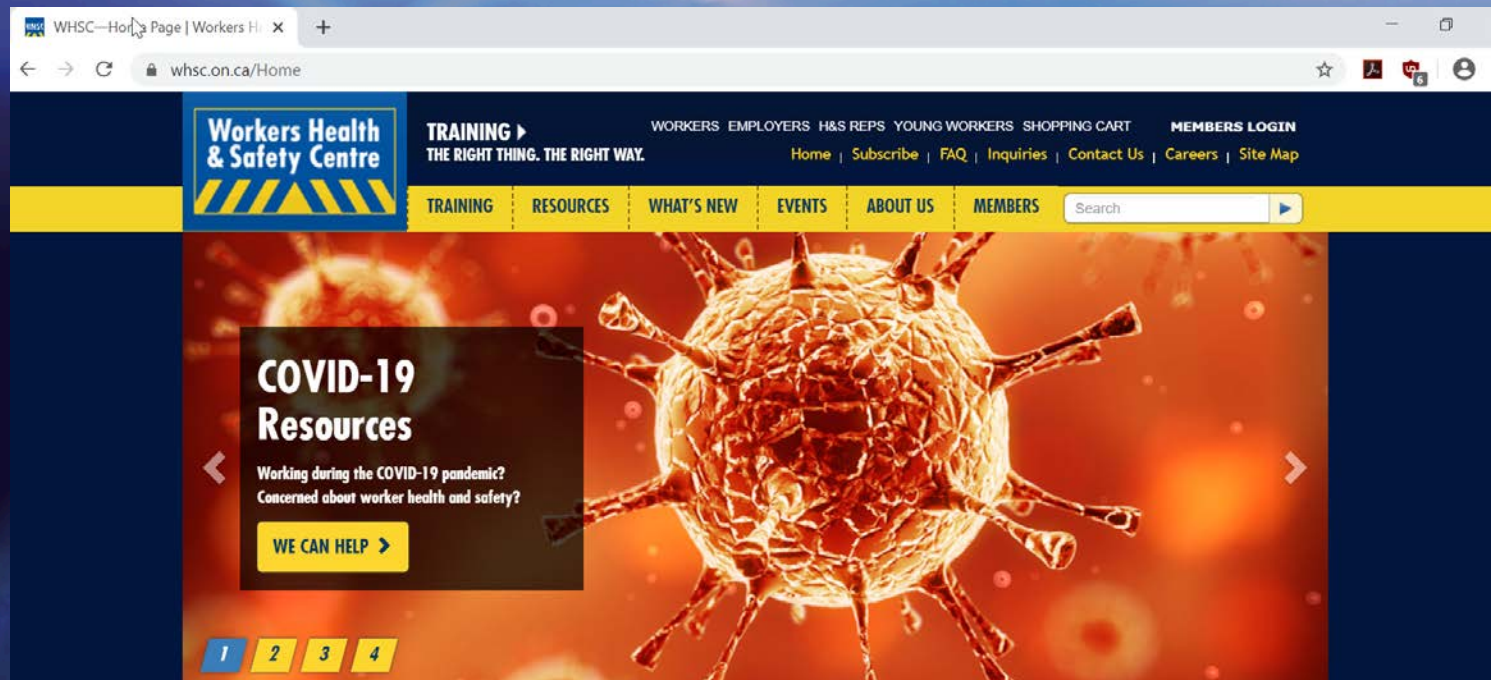 WHSC
WHSC—Hom Page | Workers H
whsc.on.ca/Home
6
Workers Health
& Safety Centre
TRAINING
THE RIGHT THING. THE RIGHT WAY.
WORKERS EMPLOYERS H&S REPS YOUNG WORKERS SHOPPING CART MEMBERS LOGIN
Home | Subscribe | FAQ | Inquiries | Contact Us | Careers | Site Map
TRAINING RESOURCES WHAT'S NEW EVENTS ABOUT US MEMBERS Search
COVID-19
Resources
Working during the COVID-19 pandemic?
Concerned about worker health and safety?
WE CAN HELP
1 2 3 4